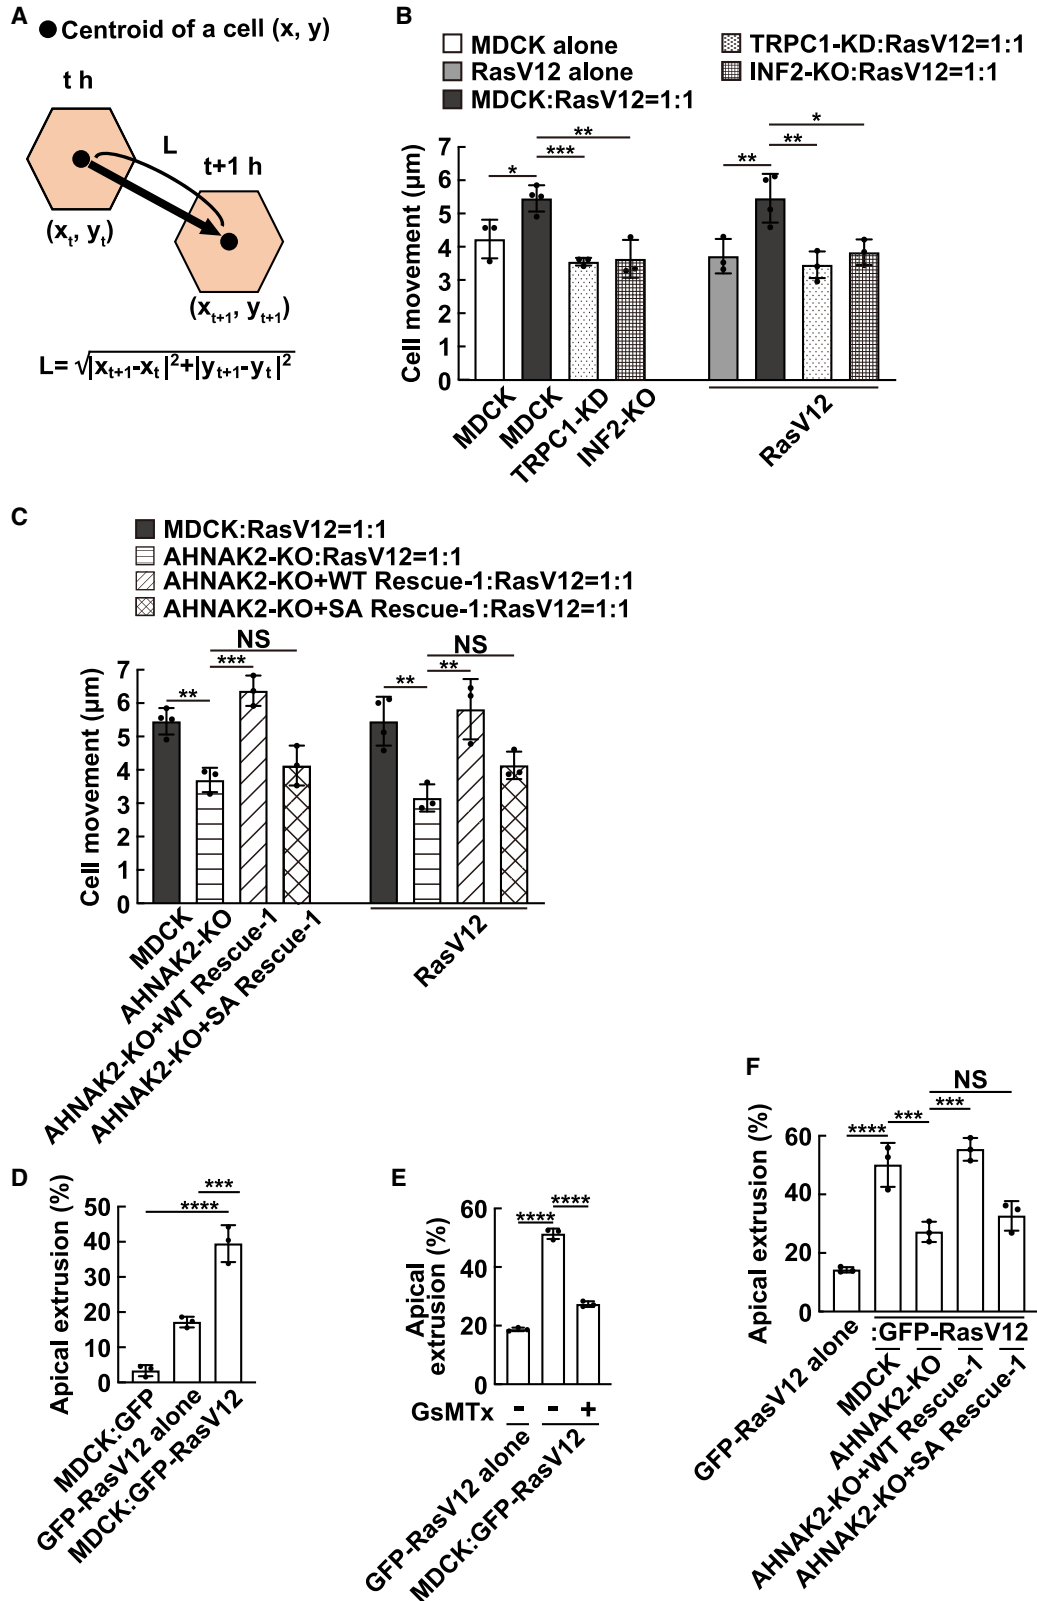 A
Centroid of a cell (x, y)
t h
L
t+1 h
(xt, yt)
(xt+1, yt+1)
L= √|xt+1-xt|²+|yt+1-yt|²
B
MDCK alone
RasV12 alone
MDCK:RasV12=1:1
TRPC1-KD:RasV12=1:1
INF2-KO:RasV12=1:1
Cell movement (µm)
7
6
5
4
3
2
1
0
*
***
**
**
**
*
MDCK
MDCK
TRPC1-KD
INF2-KO
RasV12
C
MDCK:RasV12=1:1
AHNAK2-KO:RasV12=1:1
AHNAK2-KO+WT Rescue-1:RasV12=1:1
AHNAK2-KO+SA Rescue-1:RasV12=1:1
Cell movement (µm)
7
6
5
4
3
2
1
0
**
***
NS
**
**
NS
MDCK
AHNAK2-KO
AHNAK2-KO+WT Rescue-1
AHNAK2-KO+SA Rescue-1
RasV12
D
Apical extrusion (%)
50
40
30
20
10
0
***
****
MDCK:GFP
GFP-RasV12 alone
MDCK:GFP-RasV12
E
Apical
extrusion (%)
60
40
20
0
****
****
GsMTx
- - +
GFP-RasV12 alone
MDCK:GFP-RasV12
F
Apical extrusion (%)
60
40
20
0
****
***
***
NS
:GFP-RasV12
GFP-RasV12 alone
MDCK
AHNAK2-KO
AHNAK2-KO+WT Rescue-1
AHNAK2-KO+SA Rescue-1